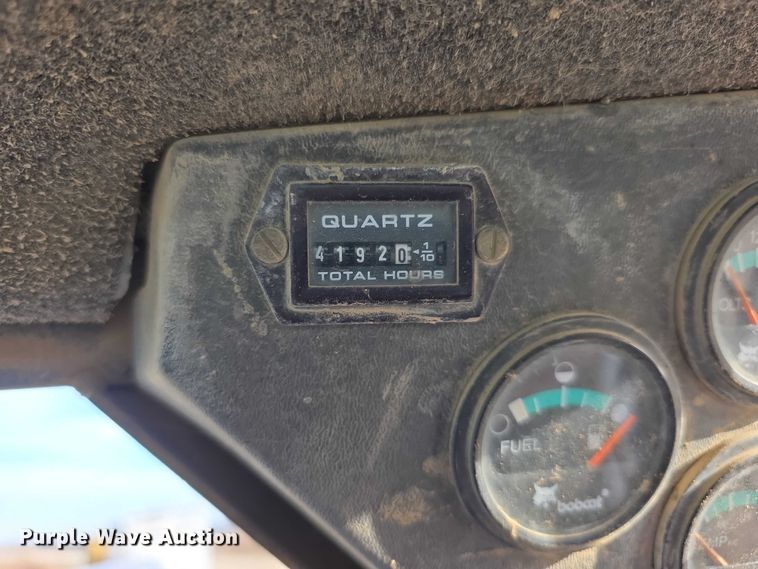 QUARTZ
41920 1/10
TOTAL HOURS
FUEL
bobcat®
Purple Wave Auction